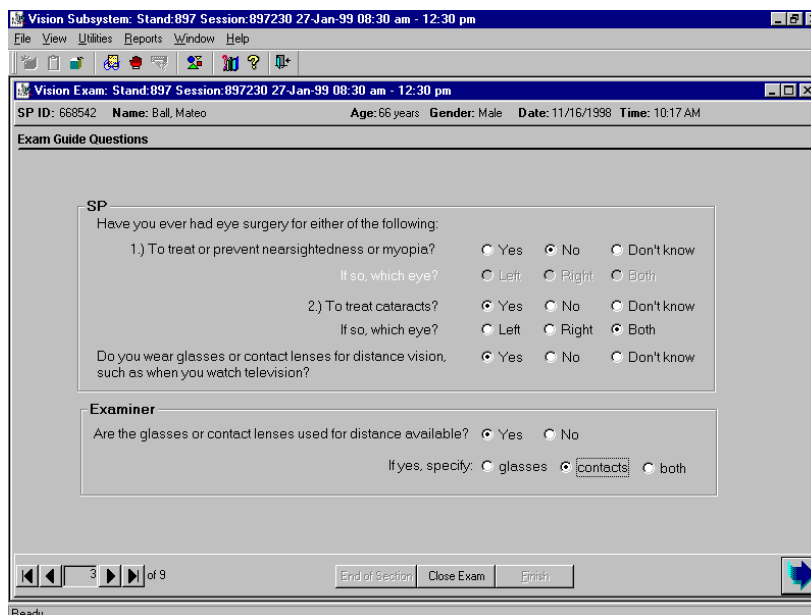 Vision Subsystem: Stand:897 Session:897230 27-Jan-99 08:30 am - 12:30 pm
File View Utilities Reports Window Help
Vision Exam: Stand:897 Session:897230 27-Jan-99 08:30 am - 12:30 pm
SP ID: 668542 Name: Ball, Mateo Age: 66 years Gender: Male Date: 11/16/1998 Time: 10:17 AM
Exam Guide Questions
SP
Have you ever had eye surgery for either of the following:
1.) To treat or prevent nearsightedness or myopia? Yes No Don't know
If so, which eye? Left Right Both
2.) To treat cataracts? Yes No Don't know
If so, which eye? Left Right Both
Do you wear glasses or contact lenses for distance vision, Yes No Don't know
such as when you watch television?
Examiner
Are the glasses or contact lenses used for distance available? Yes No
If yes, specify: glasses contacts both
3 of 9 End of Section Close Exam Finish
Ready